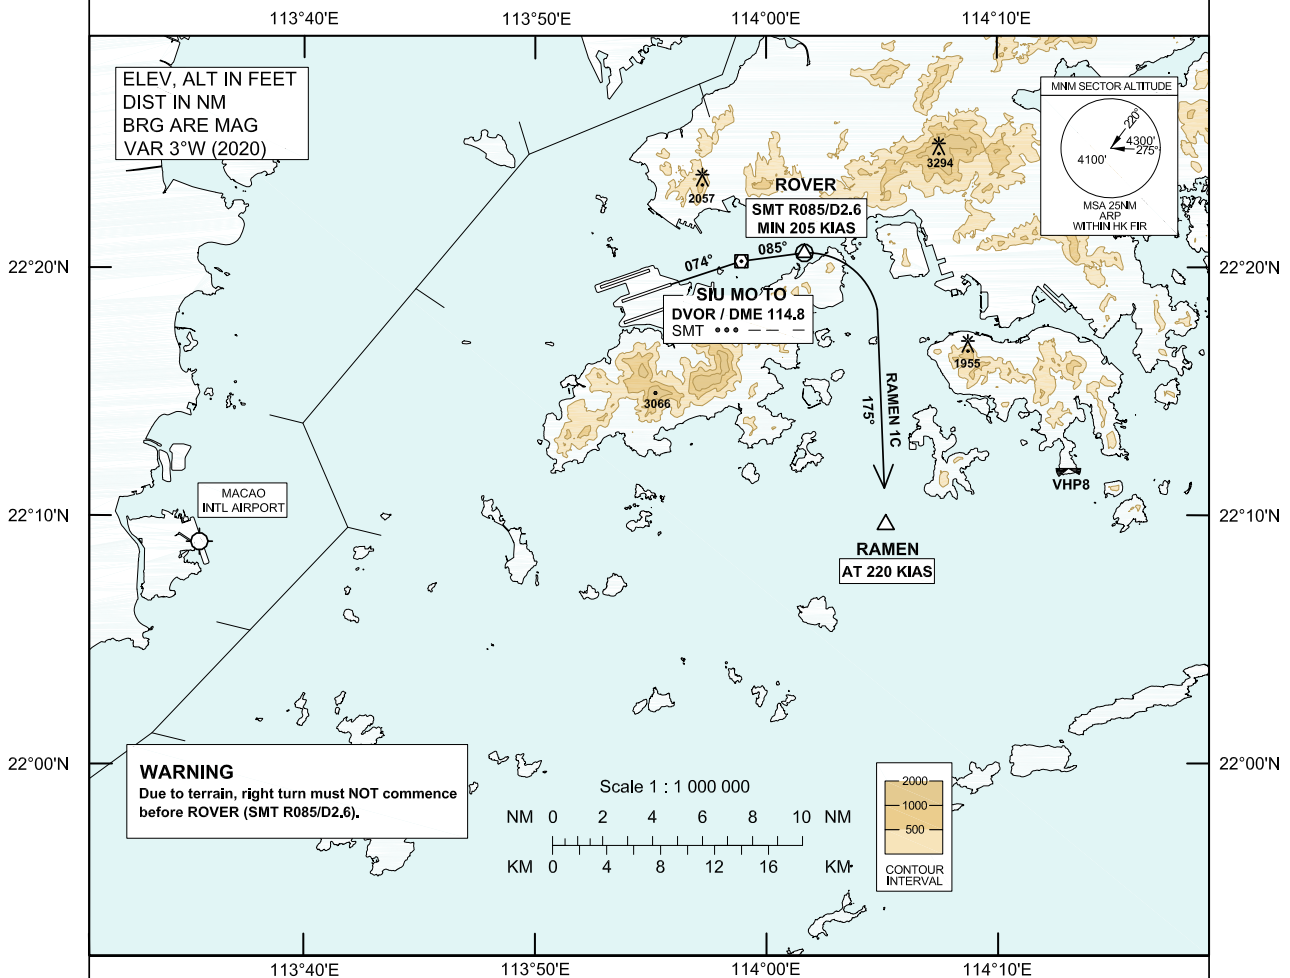 113°40'E
113°50'E
114°00'E
114°10'E
ELEV, ALT IN FEET
DIST IN NM
BRG ARE MAG
VAR 3°W (2020)
MNM SECTOR ALTITUDE
220°
4300'
275°
4100'
MSA 25NM
ARP
WITHIN HK FIR
3294
2057
ROVER
SMT R085/D2.6
MIN 205 KIAS
074°
085°
22°20'N
22°20'N
SIU MO TO
DVOR / DME 114.8
SMT
1955
3066
RAMEN 1C
175°
VHP8
MACAO
INTL AIRPORT
22°10'N
22°10'N
RAMEN
AT 220 KIAS
22°00'N
22°00'N
WARNING
Due to terrain, right turn must NOT commence
before ROVER (SMT R085/D2.6).
Scale 1 : 1 000 000
NM 0 2 4 6 8 10 NM
KM 0 4 8 12 16 KM
2000
1000
500
CONTOUR
INTERVAL
113°40'E
113°50'E
114°00'E
114°10'E